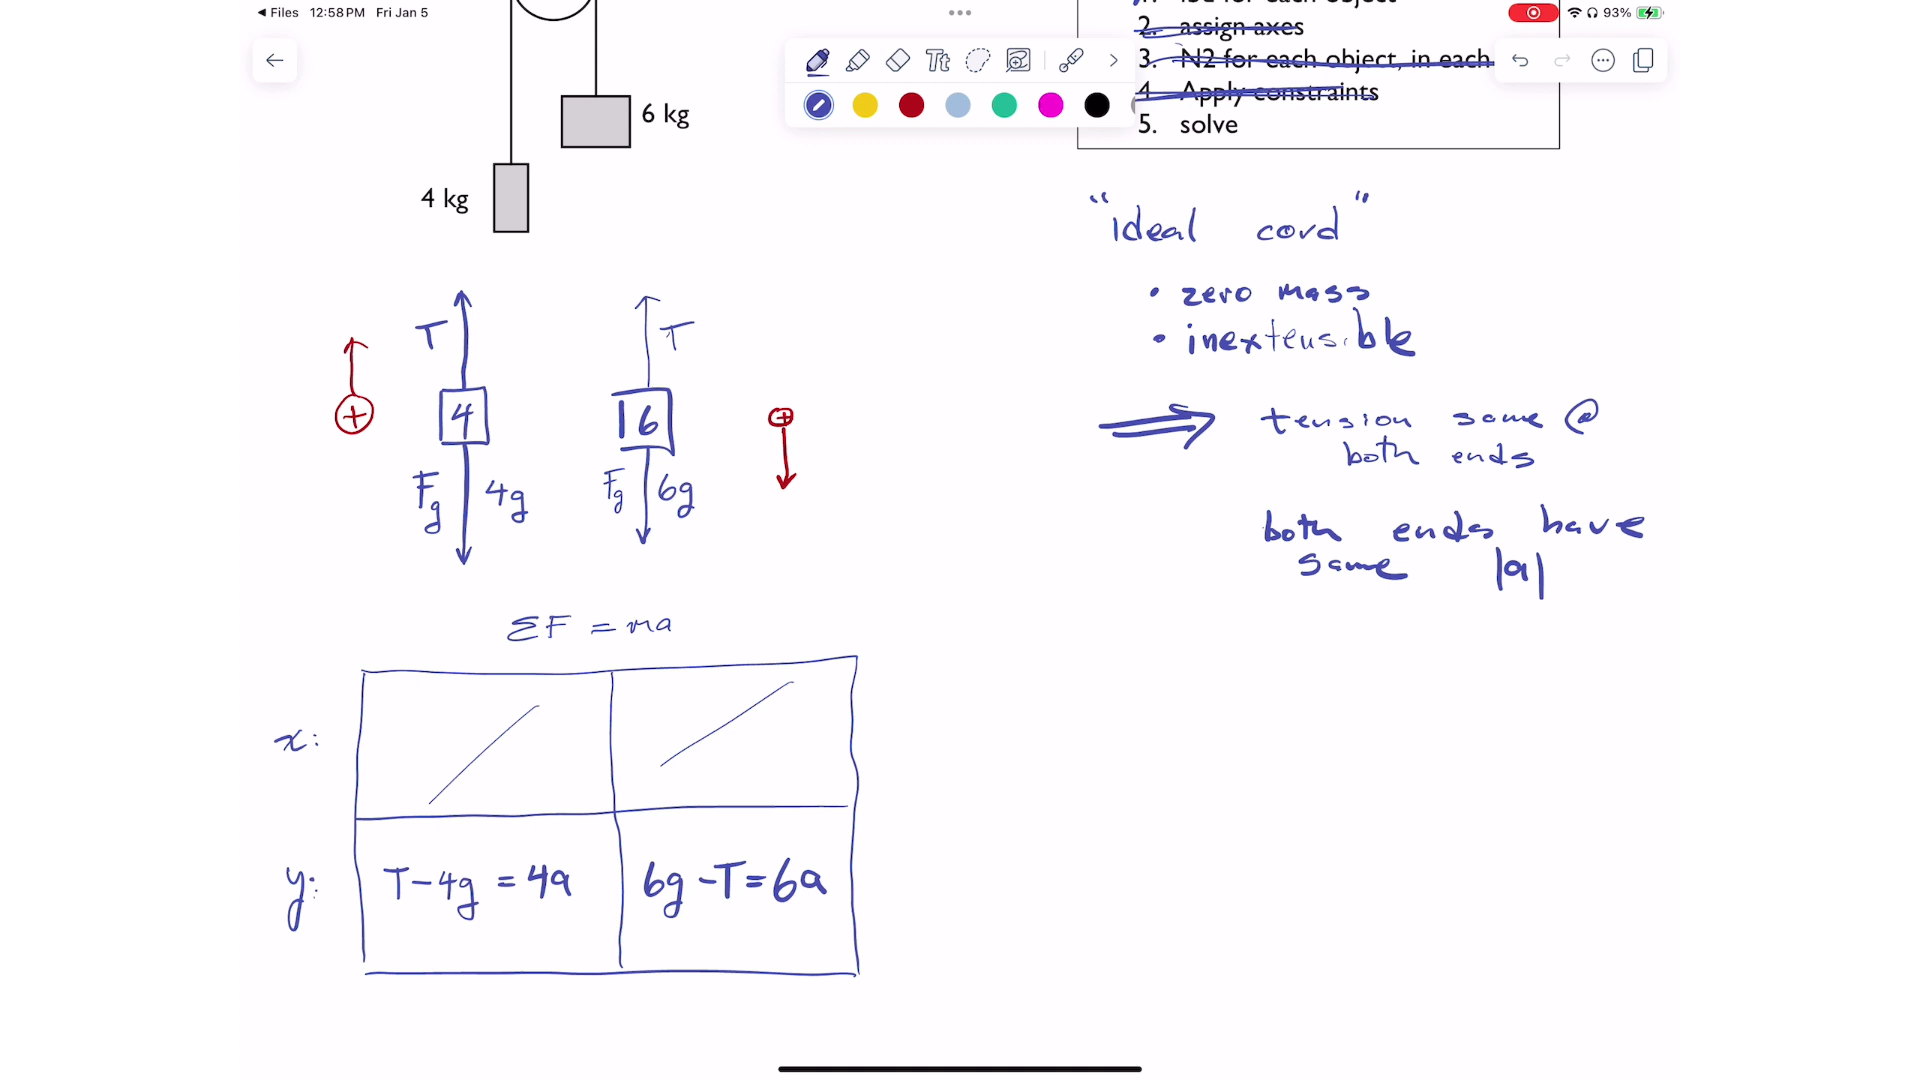 Files 12:58 PM Fri Jan 5
93%
2. assign axes
3. N2 for each object, in each
4. Apply constraints
5. solve
Tt
6 kg
4 kg
"ideal cord"
• zero mass
• inextensible
T
T
+
4
6
+
⟹ tension same @
both ends
Fg 4g
Fg 6g
both ends have
same |a|
ΣF = ma
x:
y: T-4g = 4a
6g -T = 6a